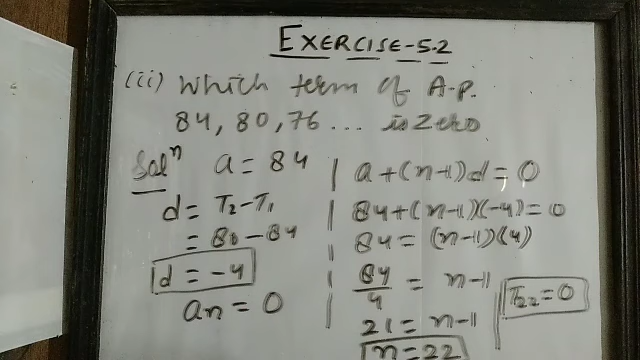 EXERCISE-5.2
(ii) Which term of A.P.
84, 80, 76 ... is Zero
Solⁿ a = 84
d = T₂-T₁
= 80-84
d = -4
an = 0
a+(n-1)d = 0
84+(n-1)(-4)=0
84 = (n-1)(4)
84/4 = n-1
21 = n-1
n=22
T₂₂=0